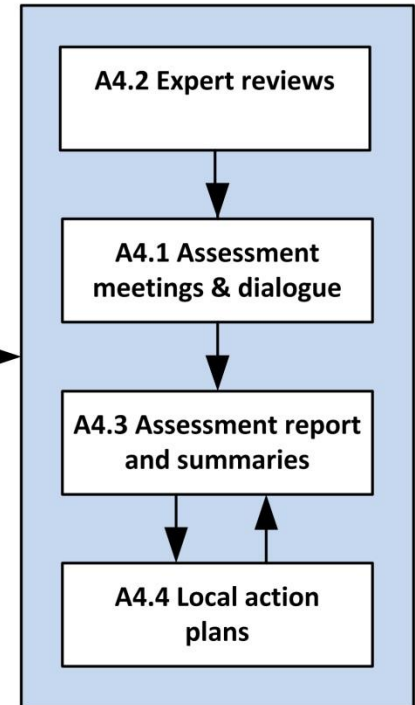 A4.2 Expert reviews
A4.1 Assessment
meetings & dialogue
A4.3 Assessment report
and summaries
A4.4 Local action
plans